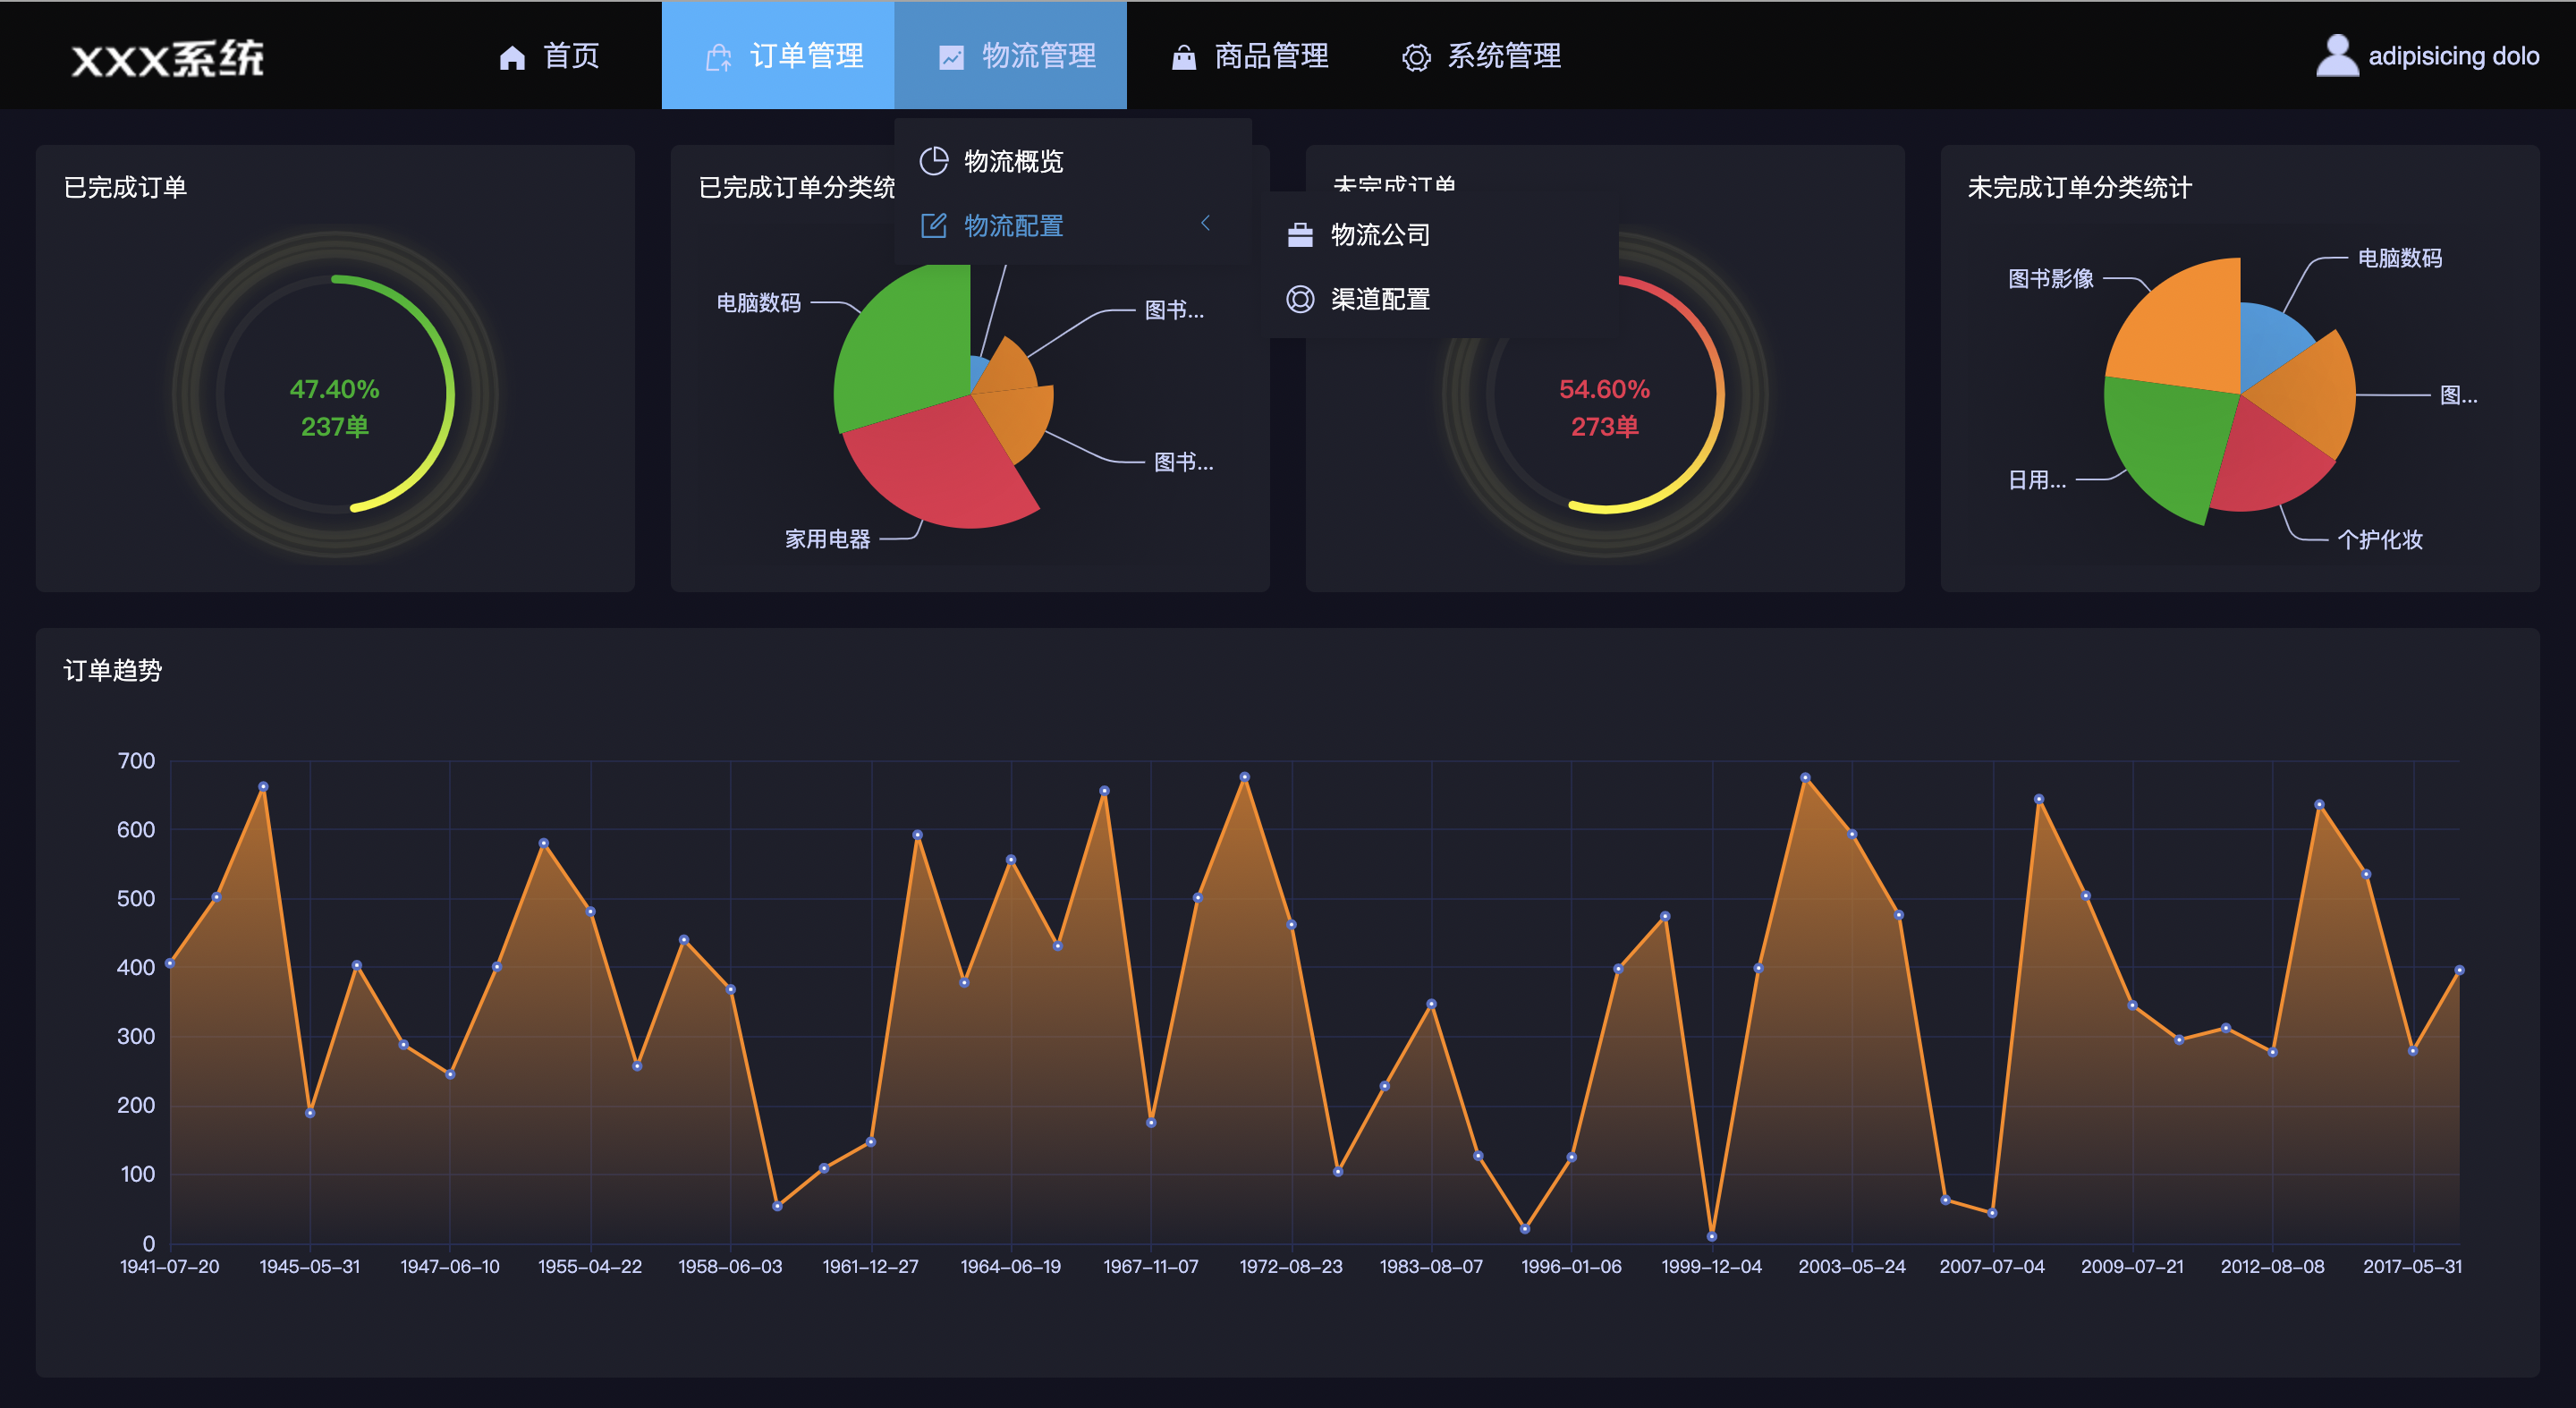 XXX系统
首页
订单管理
物流管理
商品管理
系统管理
adipisicing dolo
物流概览
物流配置
物流公司
渠道配置
已完成订单
47.40%
237单
已完成订单分类统
电脑数码
图书...
图书...
家用电器
未完成订单
54.60%
273单
未完成订单分类统计
图书影像
电脑数码
图...
日用...
个护化妆
订单趋势
700
600
500
400
300
200
100
0
1941-07-20 1945-05-31 1947-06-10 1955-04-22 1958-06-03 1961-12-27 1964-06-19 1967-11-07 1972-08-23 1983-08-07 1996-01-06 1999-12-04 2003-05-24 2007-07-04 2009-07-21 2012-08-08 2017-05-31